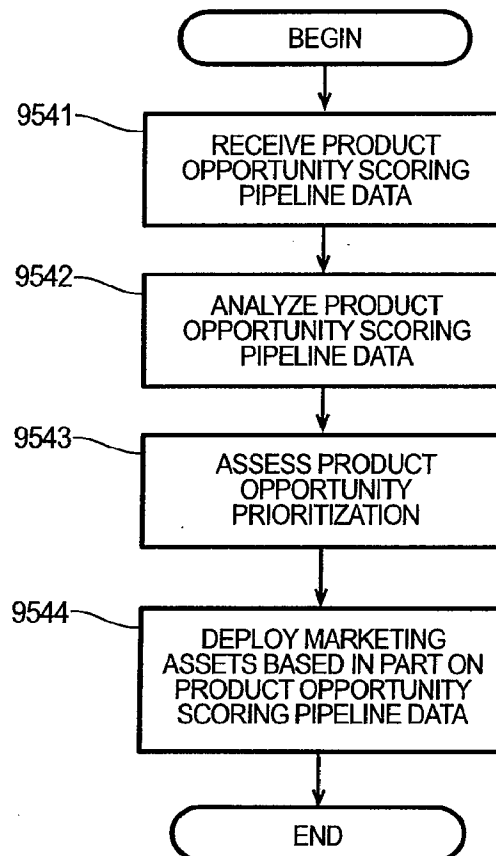 BEGIN
9541
RECEIVE PRODUCT
OPPORTUNITY SCORING
PIPELINE DATA
9542
ANALYZE PRODUCT
OPPORTUNITY SCORING
PIPELINE DATA
9543
ASSESS PRODUCT
OPPORTUNITY
PRIORITIZATION
9544
DEPLOY MARKETING
ASSETS BASED IN PART ON
PRODUCT OPPORTUNITY
SCORING PIPELINE DATA
END